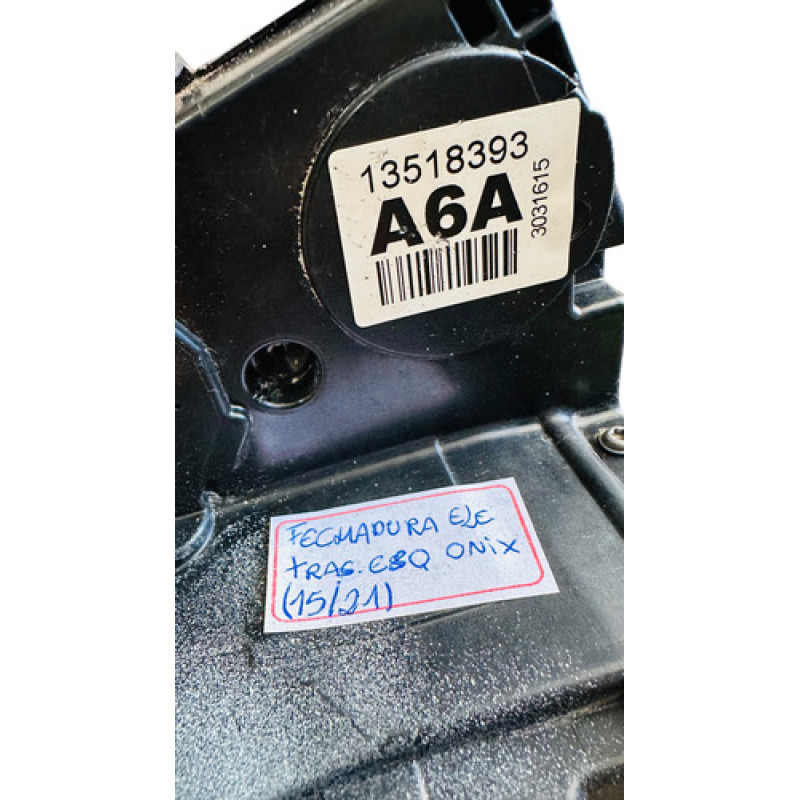 13518393
A6A
3031615
FECHADURA ELE
TRAS. ESQ ONIX
(15/21)